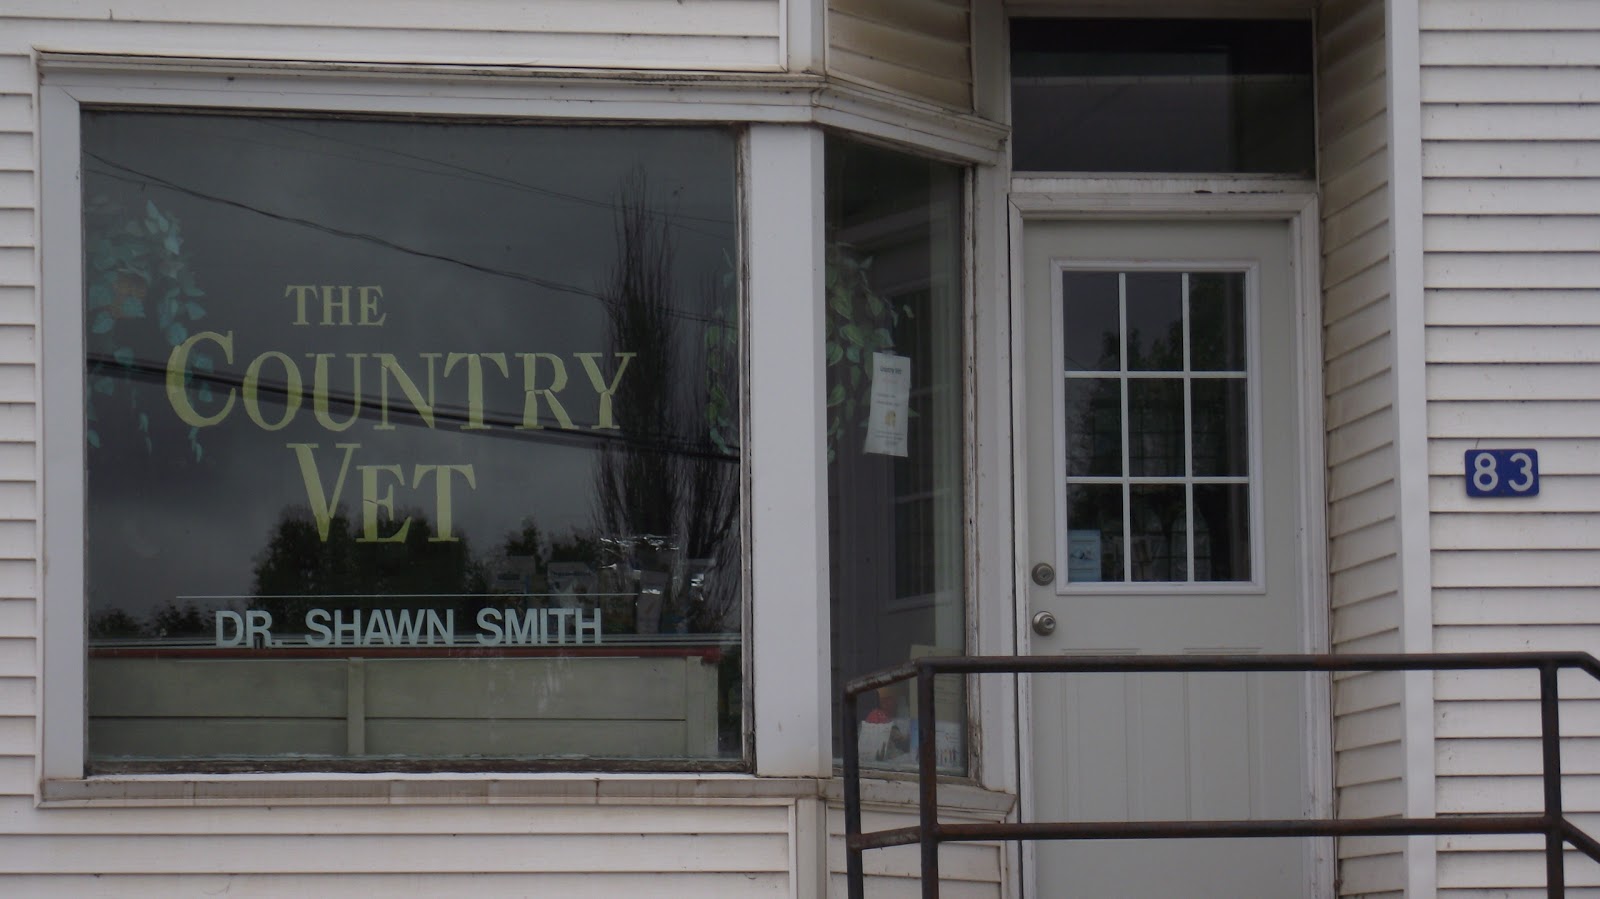 THE
COUNTRY
VET
DR. SHAWN SMITH
83